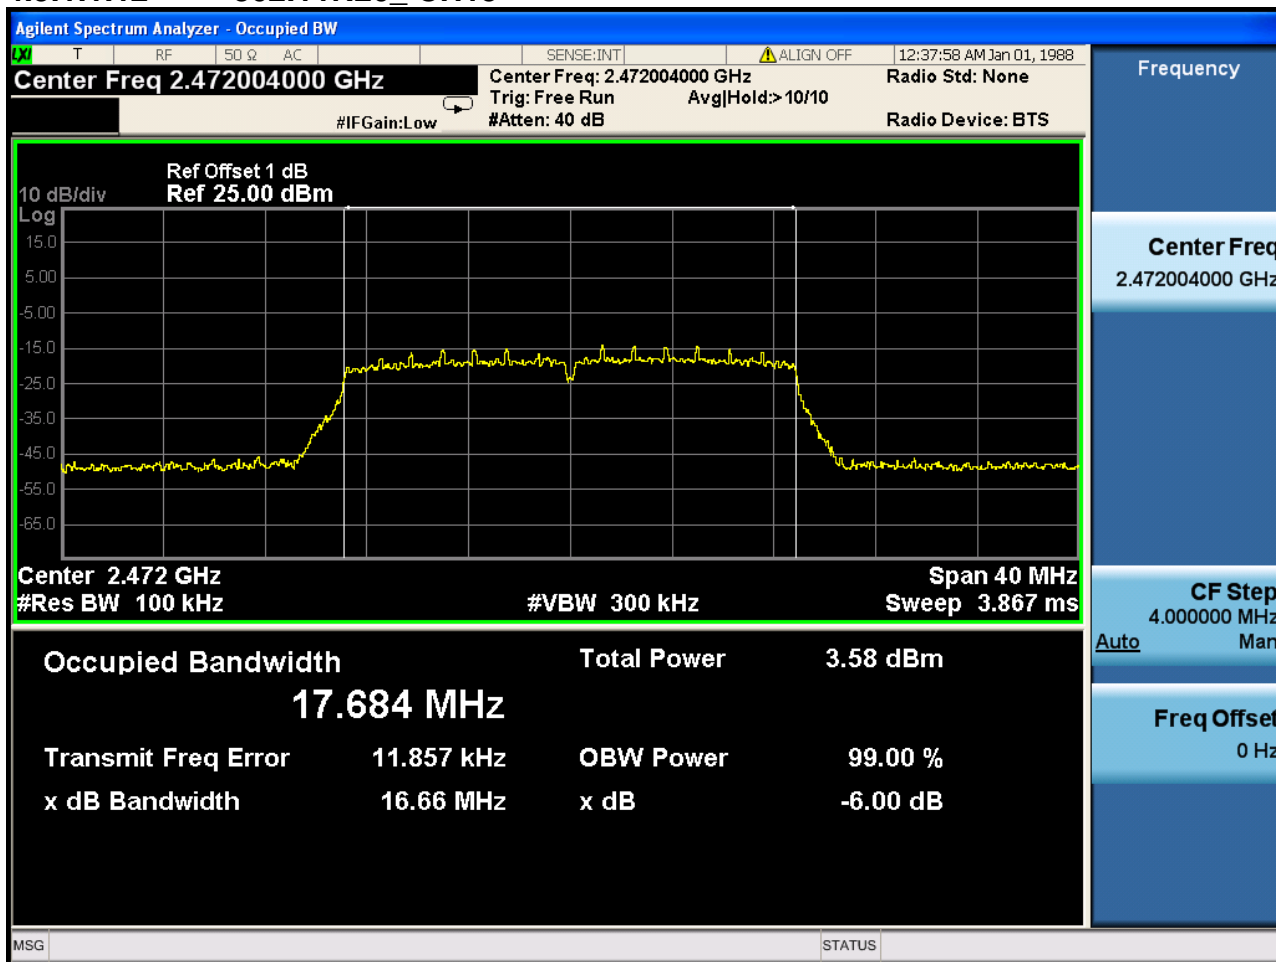 Agilent Spectrum Analyzer - Occupied BW
LXI T RF 50 Ω AC SENSE:INT ALIGN OFF 12:37:58 AM Jan 01, 1988
Center Freq 2.472004000 GHz
Center Freq: 2.472004000 GHz
Radio Std: None
Trig: Free Run Avg|Hold:>10/10
#IFGain:Low
#Atten: 40 dB
Radio Device: BTS
Ref Offset 1 dB
10 dB/div Ref 25.00 dBm
Log
15.0
5.00
-5.00
-15.0
-25.0
-35.0
-45.0
-55.0
-65.0
Center 2.472 GHz Span 40 MHz
#Res BW 100 kHz #VBW 300 kHz Sweep 3.867 ms
Occupied Bandwidth Total Power 3.58 dBm
17.684 MHz
Transmit Freq Error 11.857 kHz OBW Power 99.00 %
x dB Bandwidth 16.66 MHz x dB -6.00 dB
MSG STATUS
Frequency
Center Freq
2.472004000 GHz
CF Step
4.000000 MHz
Auto Man
Freq Offset
0 Hz